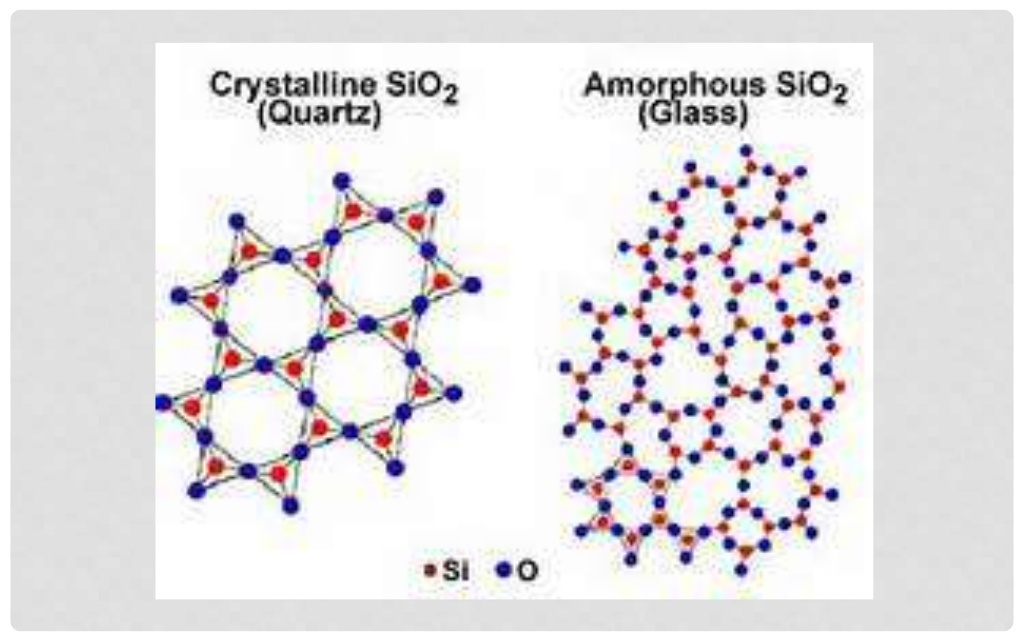 Crystalline SiO₂
(Quartz)
Amorphous SiO₂
(Glass)
Si O